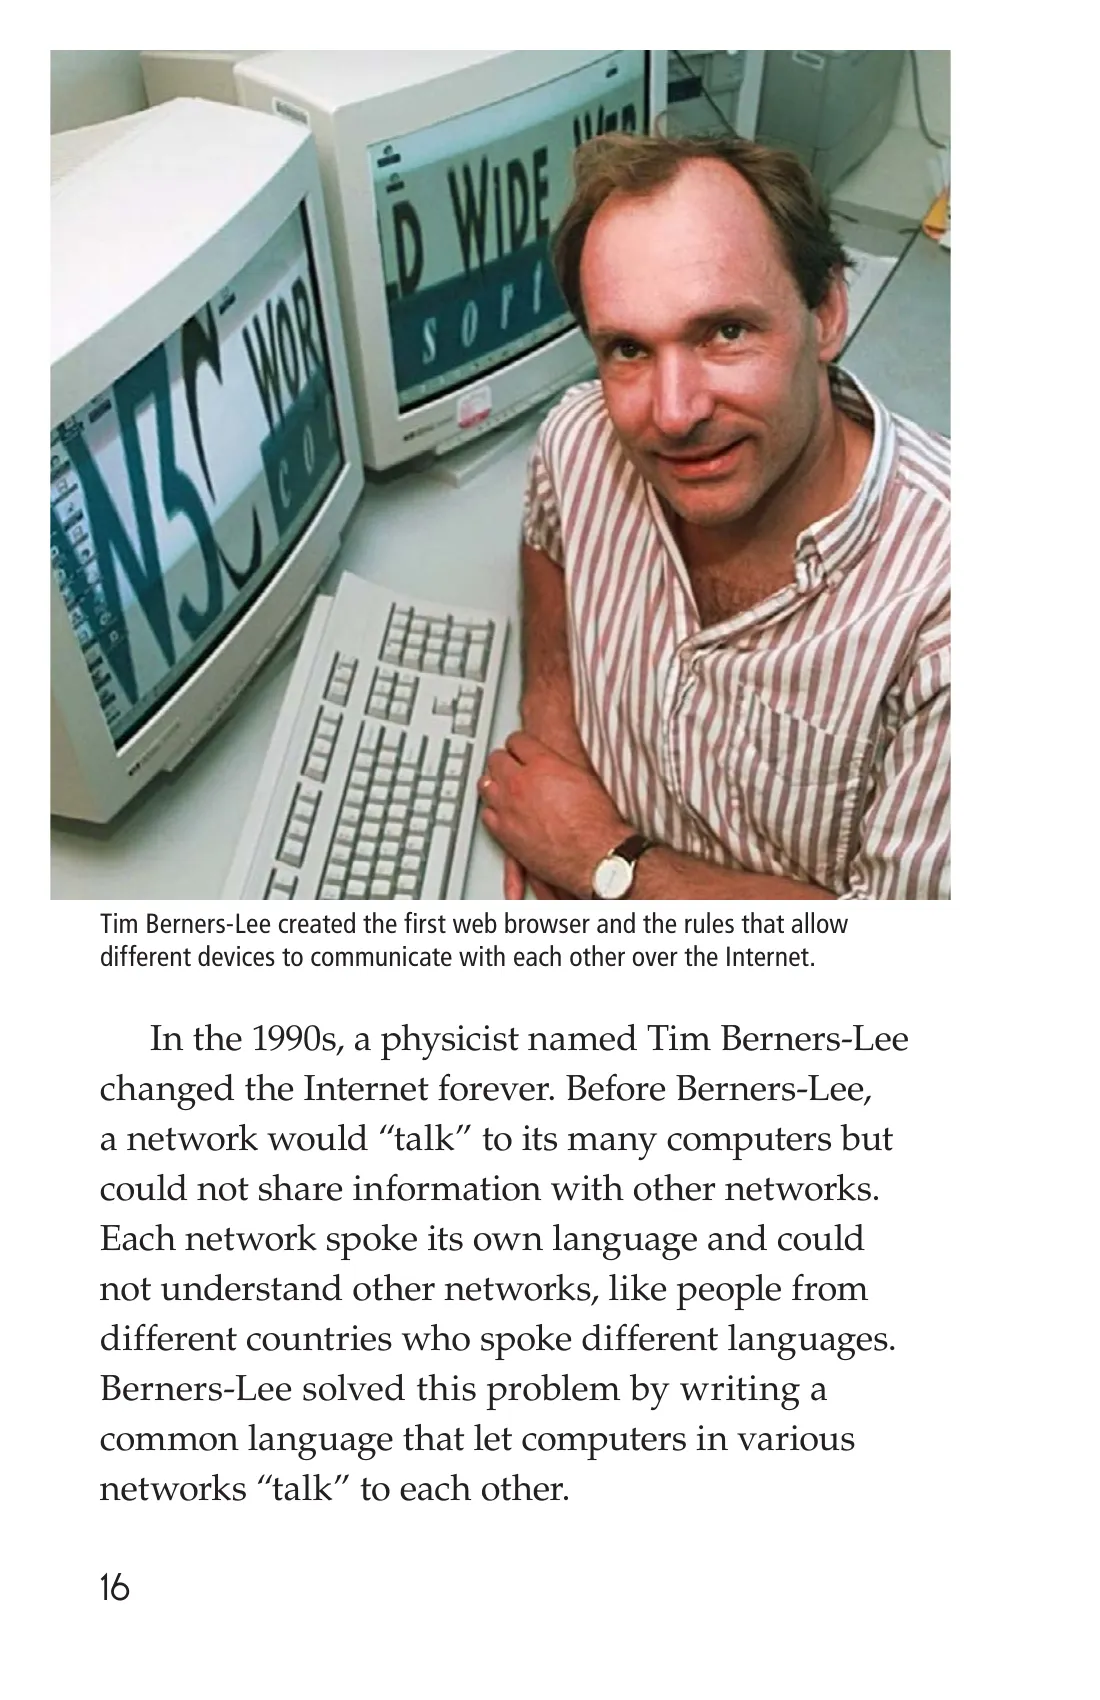 D WIDE WEB
sort
W3C WOR
co
Tim Berners-Lee created the first web browser and the rules that allow
different devices to communicate with each other over the Internet.
In the 1990s, a physicist named Tim Berners-Lee
changed the Internet forever. Before Berners-Lee,
a network would “talk” to its many computers but
could not share information with other networks.
Each network spoke its own language and could
not understand other networks, like people from
different countries who spoke different languages.
Berners-Lee solved this problem by writing a
common language that let computers in various
networks “talk” to each other.
16